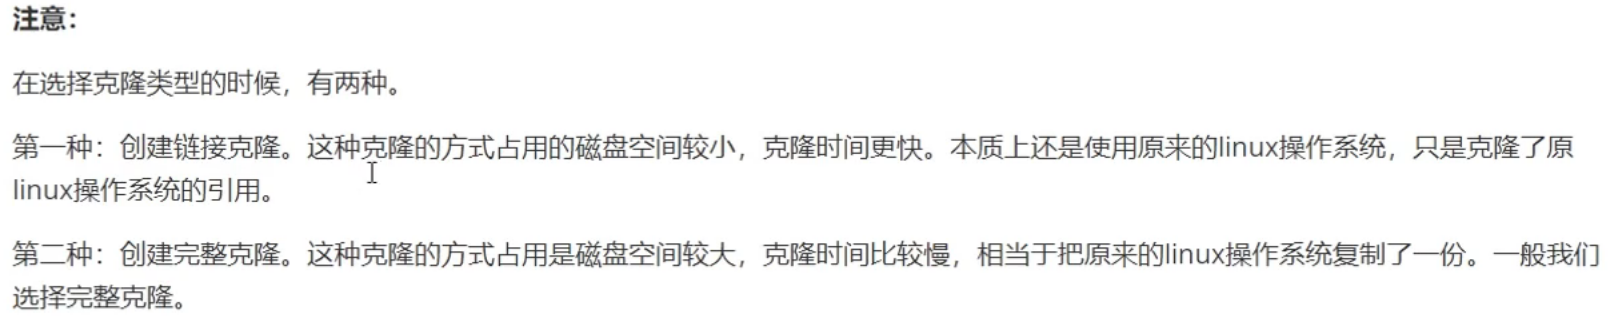 注意：
在选择克隆类型的时候，有两种。
第一种：创建链接克隆。这种克隆的方式占用的磁盘空间较小，克隆时间更快。本质上还是使用原来的linux操作系统，只是克隆了原
linux操作系统的引用。
第二种：创建完整克隆。这种克隆的方式占用是磁盘空间较大，克隆时间比较慢，相当于把原来的linux操作系统复制了一份。一般我们
选择完整克隆。